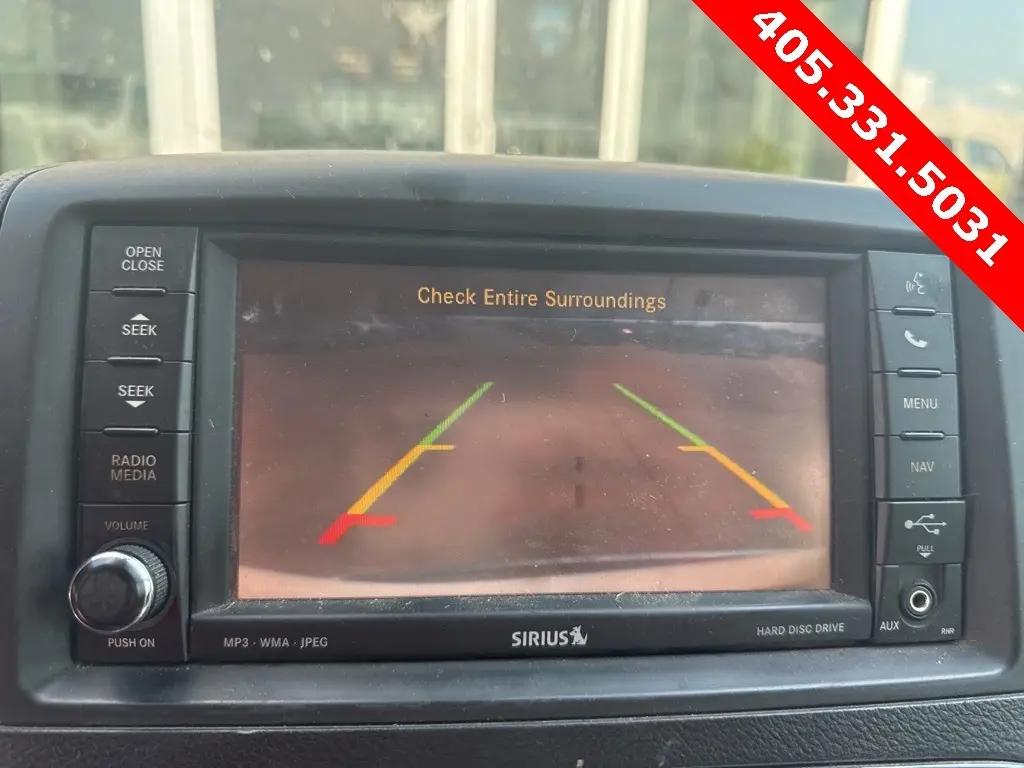 405.331.5031
OPEN
CLOSE
SEEK
SEEK
RADIO
MEDIA
VOLUME
PUSH ON
Check Entire Surroundings
MP3 · WMA · JPEG
SIRIUS
HARD DISC DRIVE
MENU
NAV
PULL
AUX
RHR